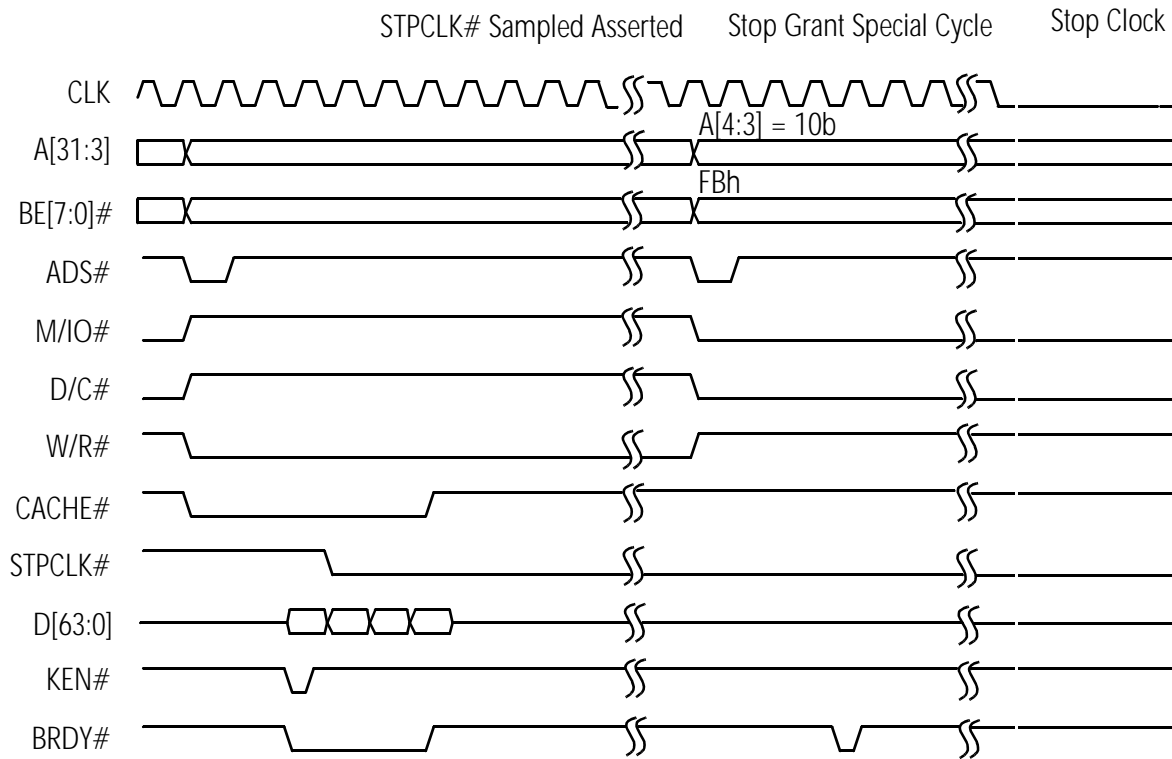 STPCLK# Sampled Asserted Stop Grant Special Cycle Stop Clock
CLK
A[4:3] = 10b
A[31:3]
FBh
BE[7:0]#
ADS#
M/IO#
D/C#
W/R#
CACHE#
STPCLK#
D[63:0]
KEN#
BRDY#